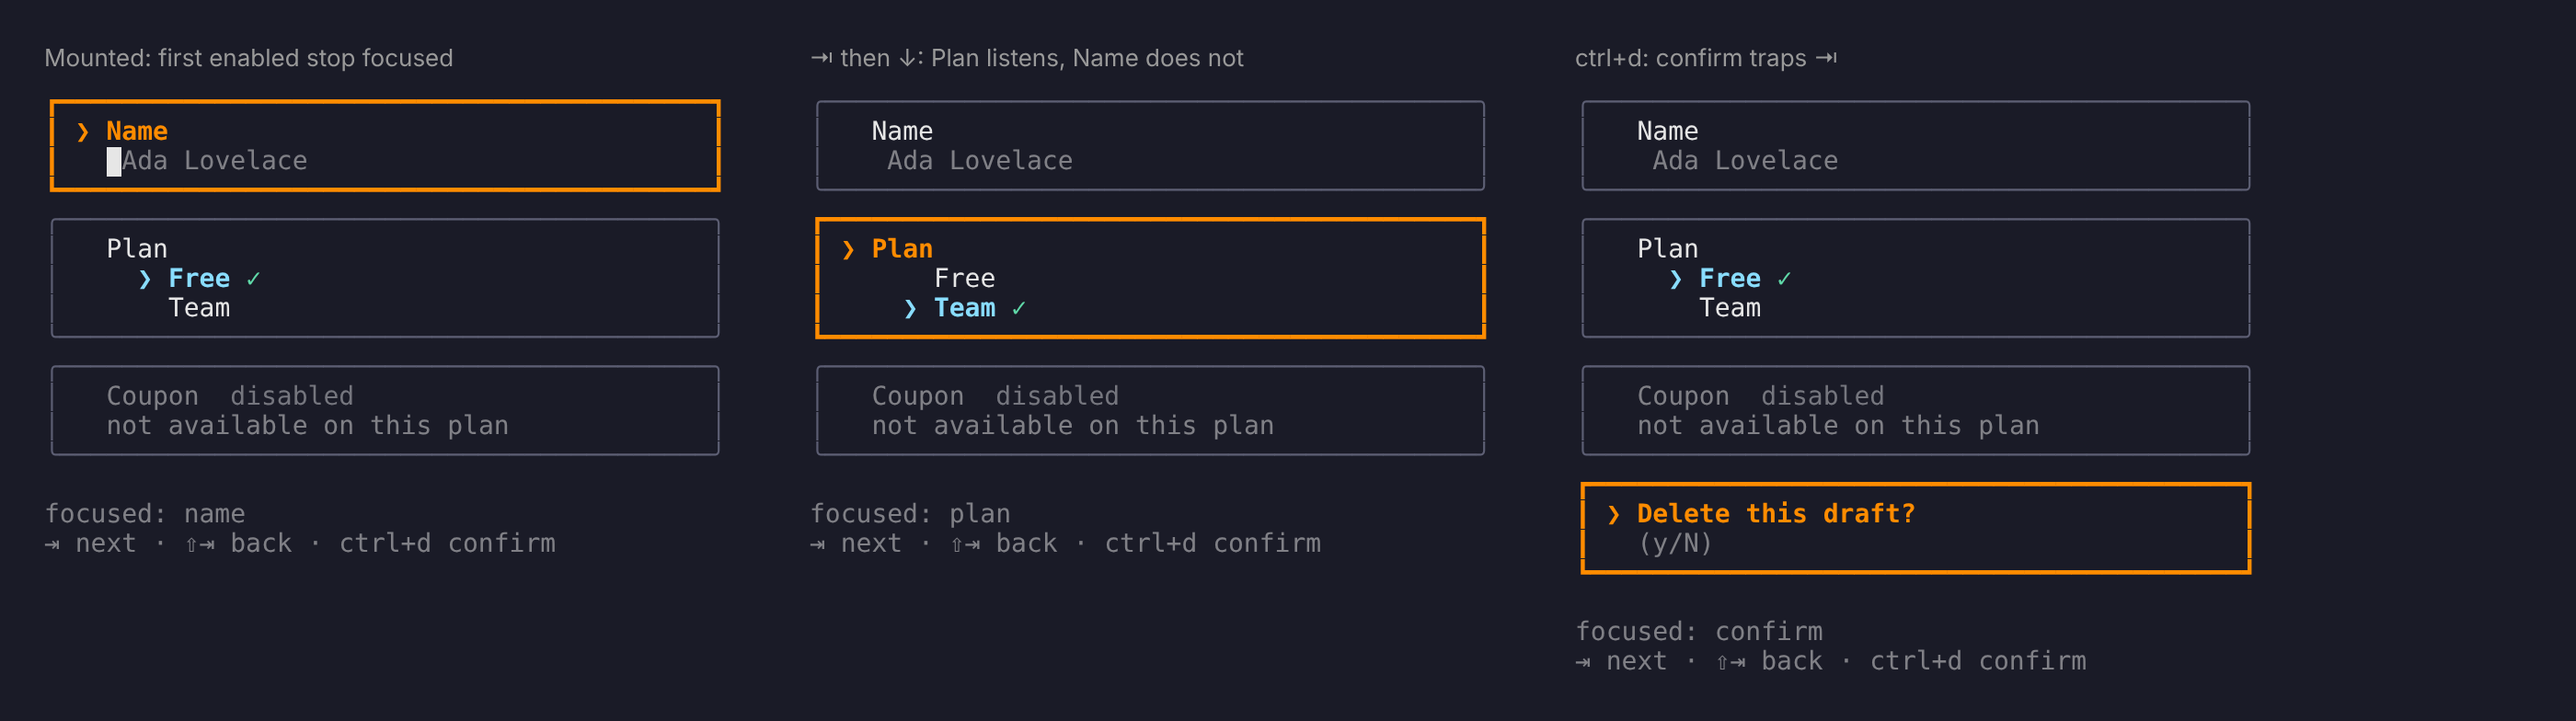 Mounted: first enabled stop focused
❯ Name
Ada Lovelace
Plan
❯ Free ✓
Team
Coupon  disabled
not available on this plan
focused: name
⇥ next · ⇧⇥ back · ctrl+d confirm
⇥ then ↓: Plan listens, Name does not
Name
Ada Lovelace
❯ Plan
Free
❯ Team ✓
Coupon  disabled
not available on this plan
focused: plan
⇥ next · ⇧⇥ back · ctrl+d confirm
ctrl+d: confirm traps ⇥
Name
Ada Lovelace
Plan
❯ Free ✓
Team
Coupon  disabled
not available on this plan
❯ Delete this draft?
(y/N)
focused: confirm
⇥ next · ⇧⇥ back · ctrl+d confirm